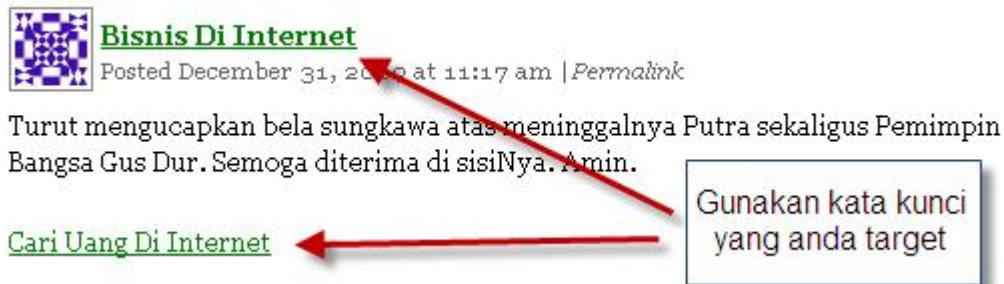 Bisnis Di Internet
Posted December 31, at 11:17 am | Permalink
Turut mengucapkan bela sungkawa atas meninggalnya Putra sekaligus Pemimpin
Bangsa Gus Dur. Semoga diterima di sisiNya. Amin.
Gunakan kata kunci
yang anda target
Cari Uang Di Internet